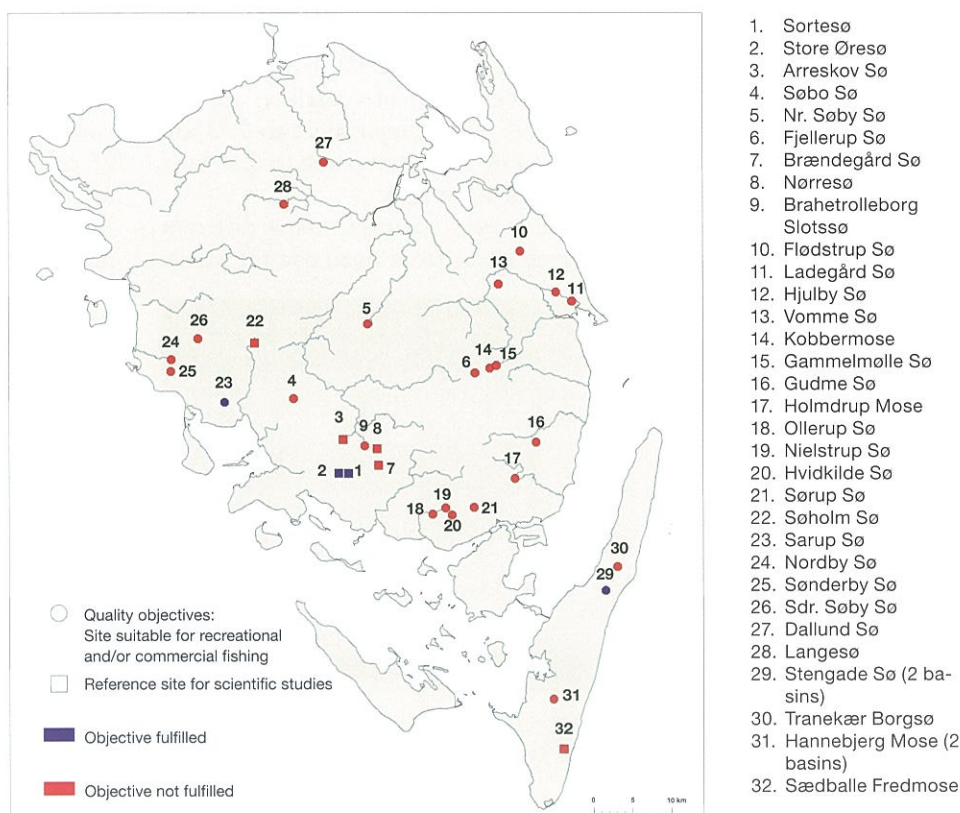 27
28
10
13
12
11
5
26
22
24
25
14
15
6
23
4
3
9
8
16
2
1
7
17
19
18
20
21
30
29
31
32
Quality objectives:
Site suitable for recreational
and/or commercial fishing
Reference site for scientific studies
Objective fulfilled
Objective not fulfilled
0 5 10 km
1. Sortesø
2. Store Øresø
3. Arreskov Sø
4. Søbo Sø
5. Nr. Søby Sø
6. Fjellerup Sø
7. Brændegård Sø
8. Nørresø
9. Brahetrolleborg
Slotssø
10. Flødstrup Sø
11. Ladegård Sø
12. Hjulby Sø
13. Vomme Sø
14. Kobbermose
15. Gammelmølle Sø
16. Gudme Sø
17. Holmdrup Mose
18. Ollerup Sø
19. Nielstrup Sø
20. Hvidkilde Sø
21. Sørup Sø
22. Søholm Sø
23. Sarup Sø
24. Nordby Sø
25. Sønderby Sø
26. Sdr. Søby Sø
27. Dallund Sø
28. Langesø
29. Stengade Sø (2 ba-
sins)
30. Tranekær Borgsø
31. Hannebjerg Mose (2
basins)
32. Sædballe Fredmose